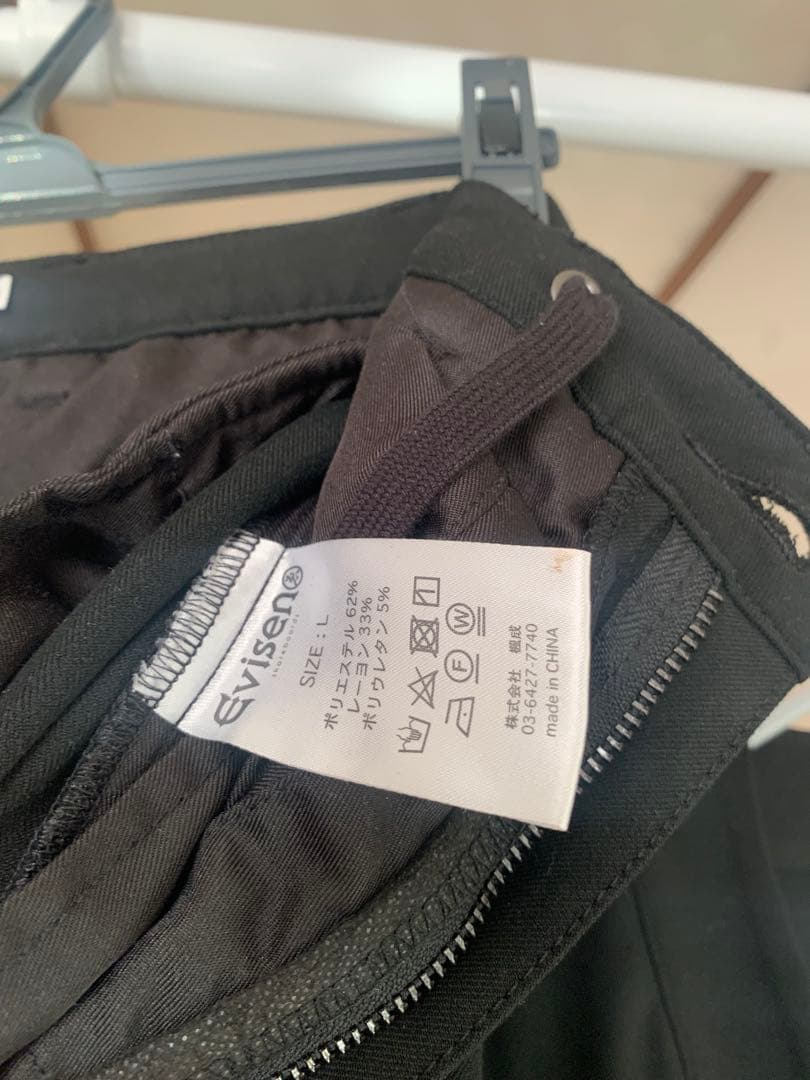 Evisen
skateboards
SIZE : L
ポリエステル 62%
レーヨン 33%
ポリウレタン 5%
F
W
株式会社 楓成
03-6427-7740
made in CHINA